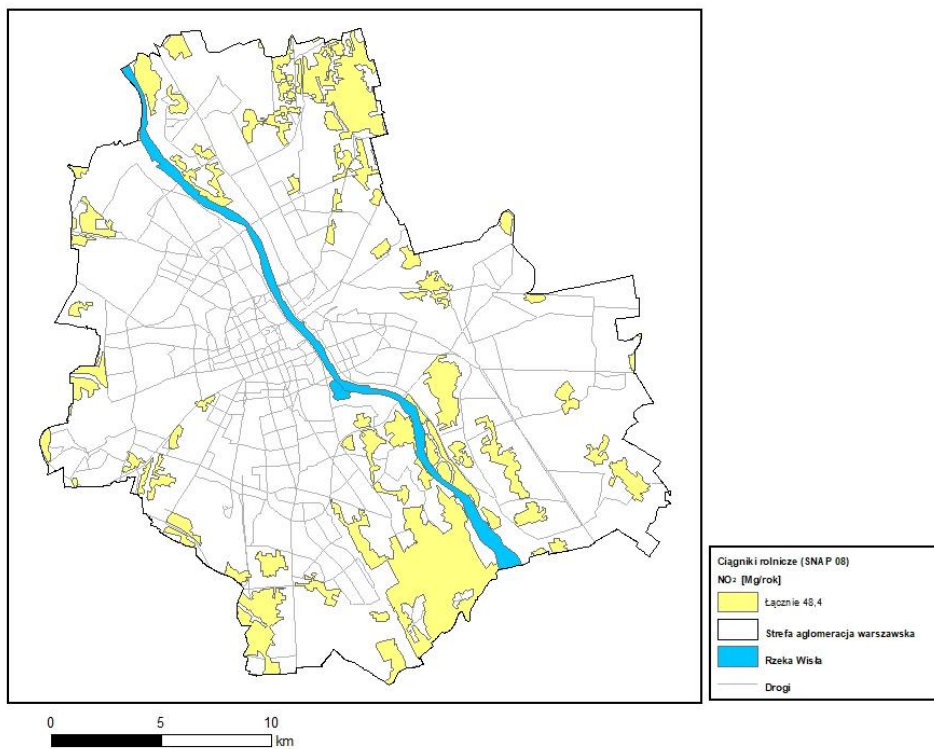 Ciągniki rolnicze (SNAP 08)
NO2 [Mg/rok]
Łącznie 48,4
Strefa aglomeracja warszawska
Rzeka Wisła
Drogi
0 5 10
km